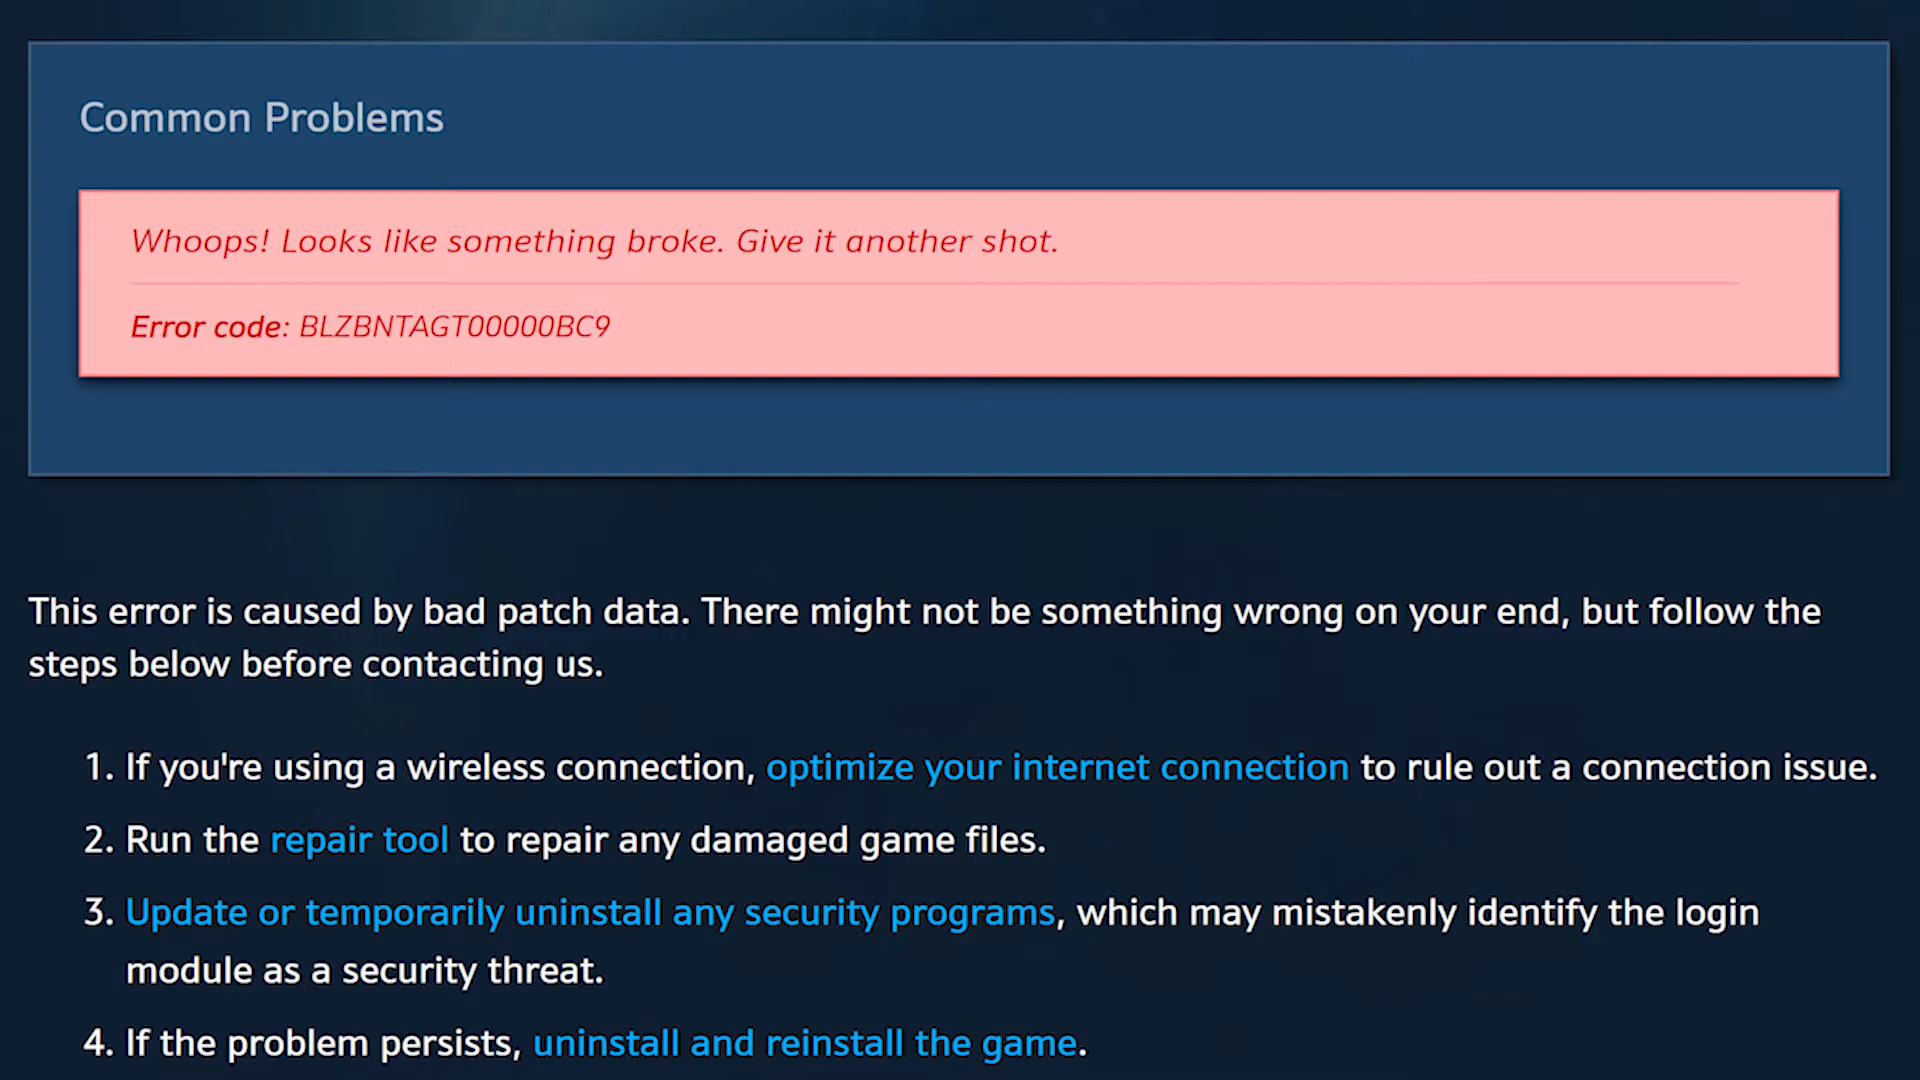 Common Problems
Whoops! Looks like something broke. Give it another shot.
Error code: BLZBNTAGT00000BC9
This error is caused by bad patch data. There might not be something wrong on your end, but follow the
steps below before contacting us.
1. If you're using a wireless connection, optimize your internet connection to rule out a connection issue.
2. Run the repair tool to repair any damaged game files.
3. Update or temporarily uninstall any security programs, which may mistakenly identify the login
module as a security threat.
4. If the problem persists, uninstall and reinstall the game.